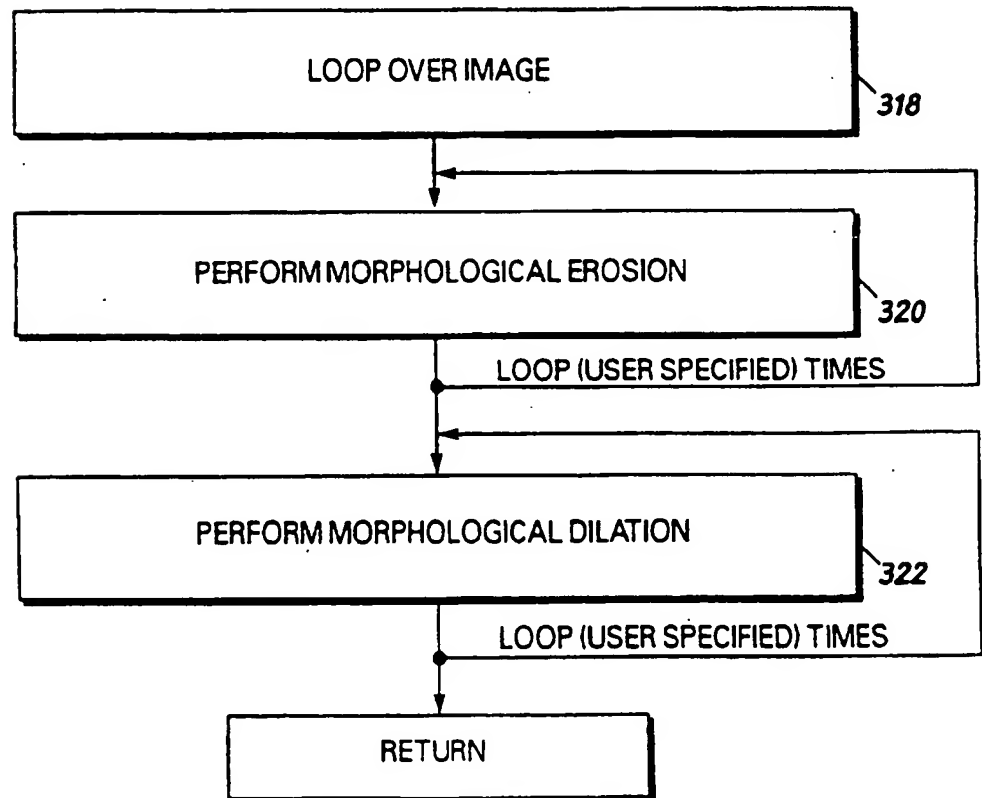 LOOP OVER IMAGE
318
PERFORM MORPHOLOGICAL EROSION
320
LOOP (USER SPECIFIED) TIMES
PERFORM MORPHOLOGICAL DILATION
322
LOOP (USER SPECIFIED) TIMES
RETURN